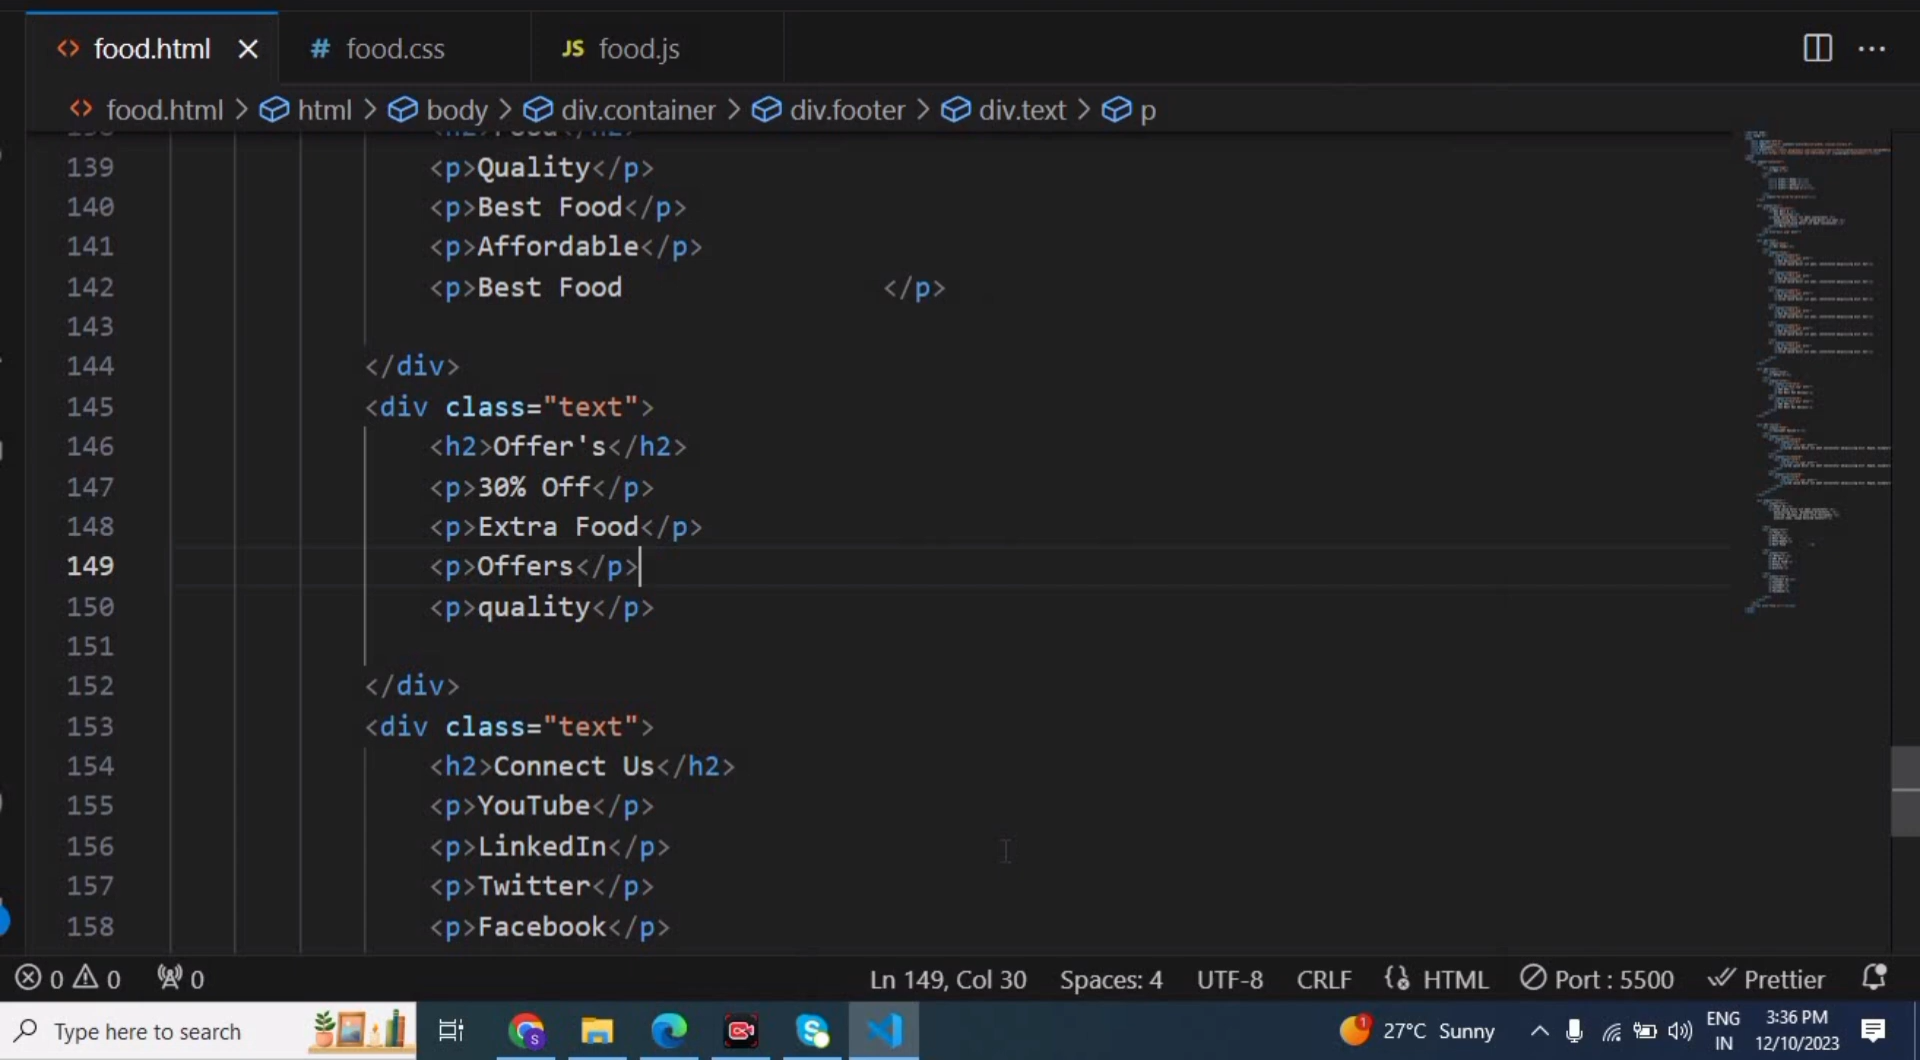 food.html
food.css
JS food.js
food.html > html > body > div.container > div.footer > div.text > p
139 <p>Quality</p>
140 <p>Best Food</p>
141 <p>Affordable</p>
142 <p>Best Food </p>
143
144 </div>
145 <div class="text">
146 <h2>Offer's</h2>
147 <p>30% Off</p>
148 <p>Extra Food</p>
149 <p>Offers</p>
150 <p>quality</p>
151
152 </div>
153 <div class="text">
154 <h2>Connect Us</h2>
155 <p>YouTube</p>
156 <p>LinkedIn</p>
157 <p>Twitter</p>
158 <p>Facebook</p>
0 0 0 Ln 149, Col 30 Spaces: 4 UTF-8 CRLF HTML Port : 5500 Prettier
Type here to search
27°C Sunny
ENG
IN
3:36 PM
12/10/2023